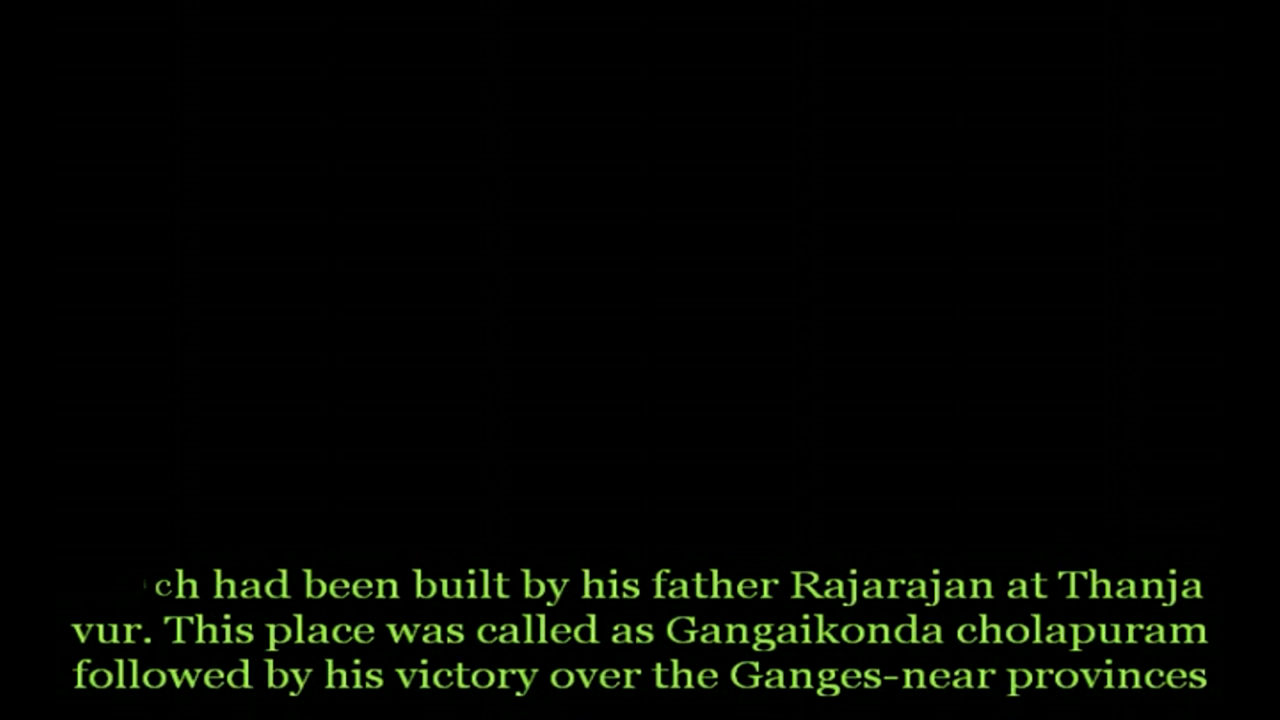 ch had been built by his father Rajarajan at Thanja
vur. This place was called as Gangaikonda cholapuram
followed by his victory over the Ganges-near provinces